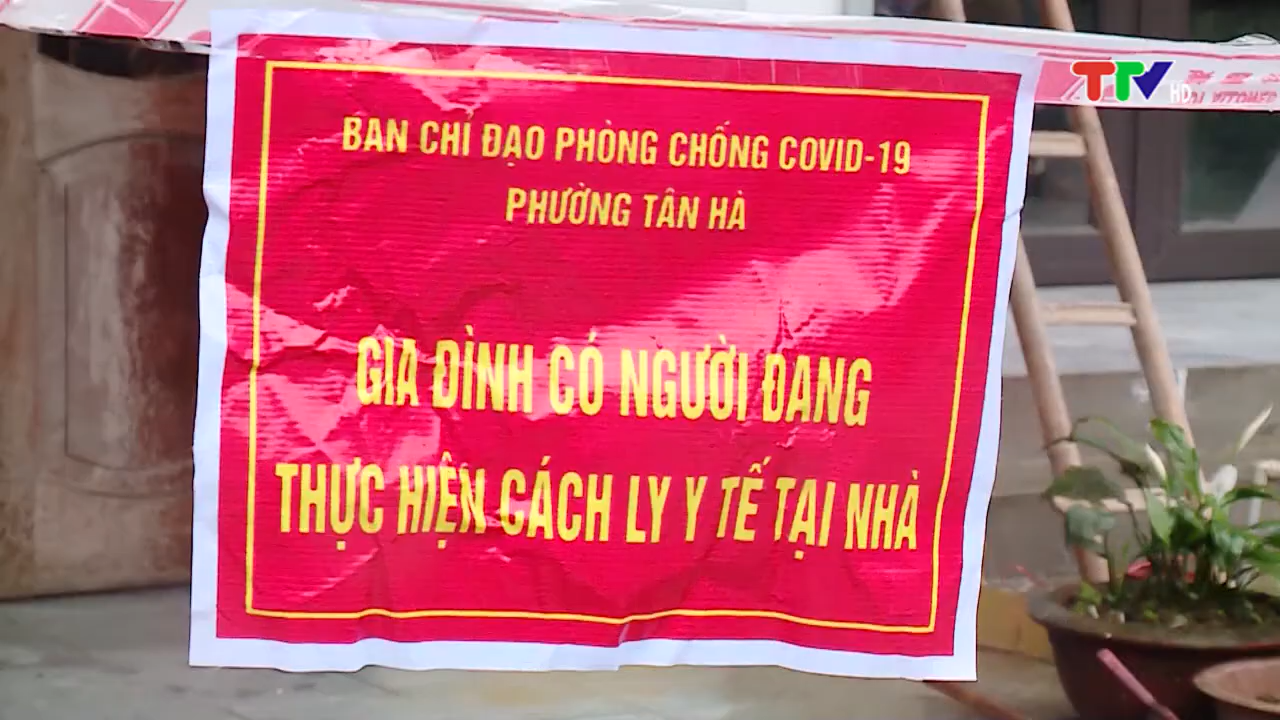 BAN CHỈ ĐẠO PHÒNG CHỐNG COVID-19
PHƯỜNG TÂN HÀ
GIA ĐÌNH CÓ NGƯỜI ĐANG
THỰC HIỆN CÁCH LY Y TẾ TẠI NHÀ
TTV HD